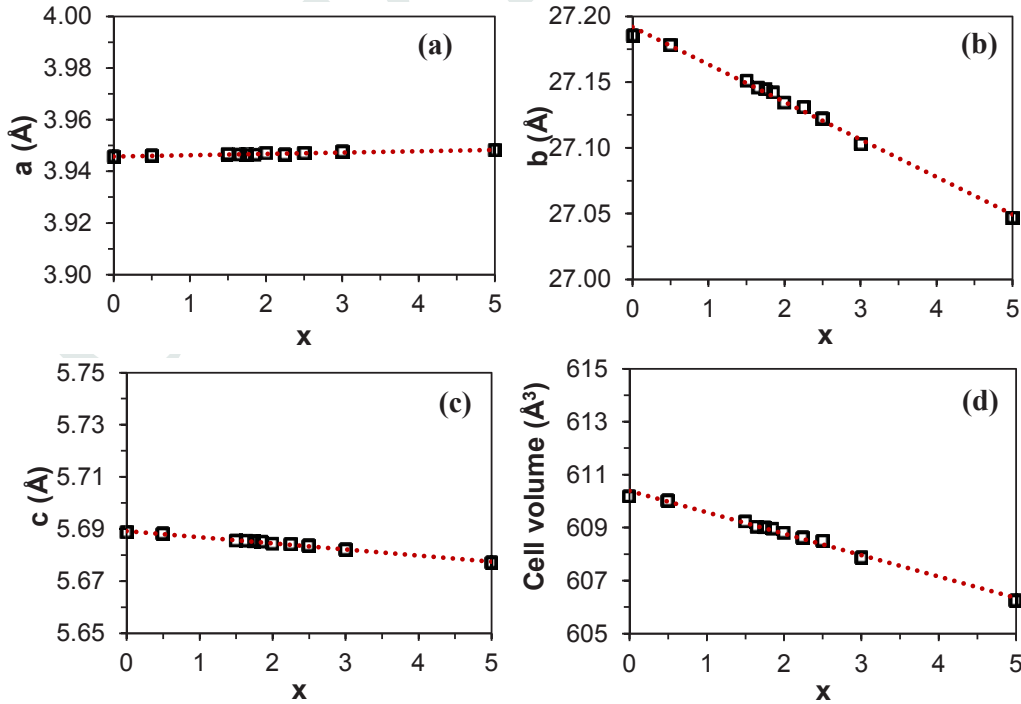 (a)
a (Å)
4.00
3.98
3.96
3.94
3.92
3.90
0 1 2 3 4 5
x
(b)
b (Å)
27.20
27.15
27.10
27.05
27.00
0 1 2 3 4 5
x
(c)
c (Å)
5.75
5.73
5.71
5.69
5.67
5.65
0 1 2 3 4 5
x
(d)
Cell volume (Å³)
615
613
611
609
607
605
0 1 2 3 4 5
x